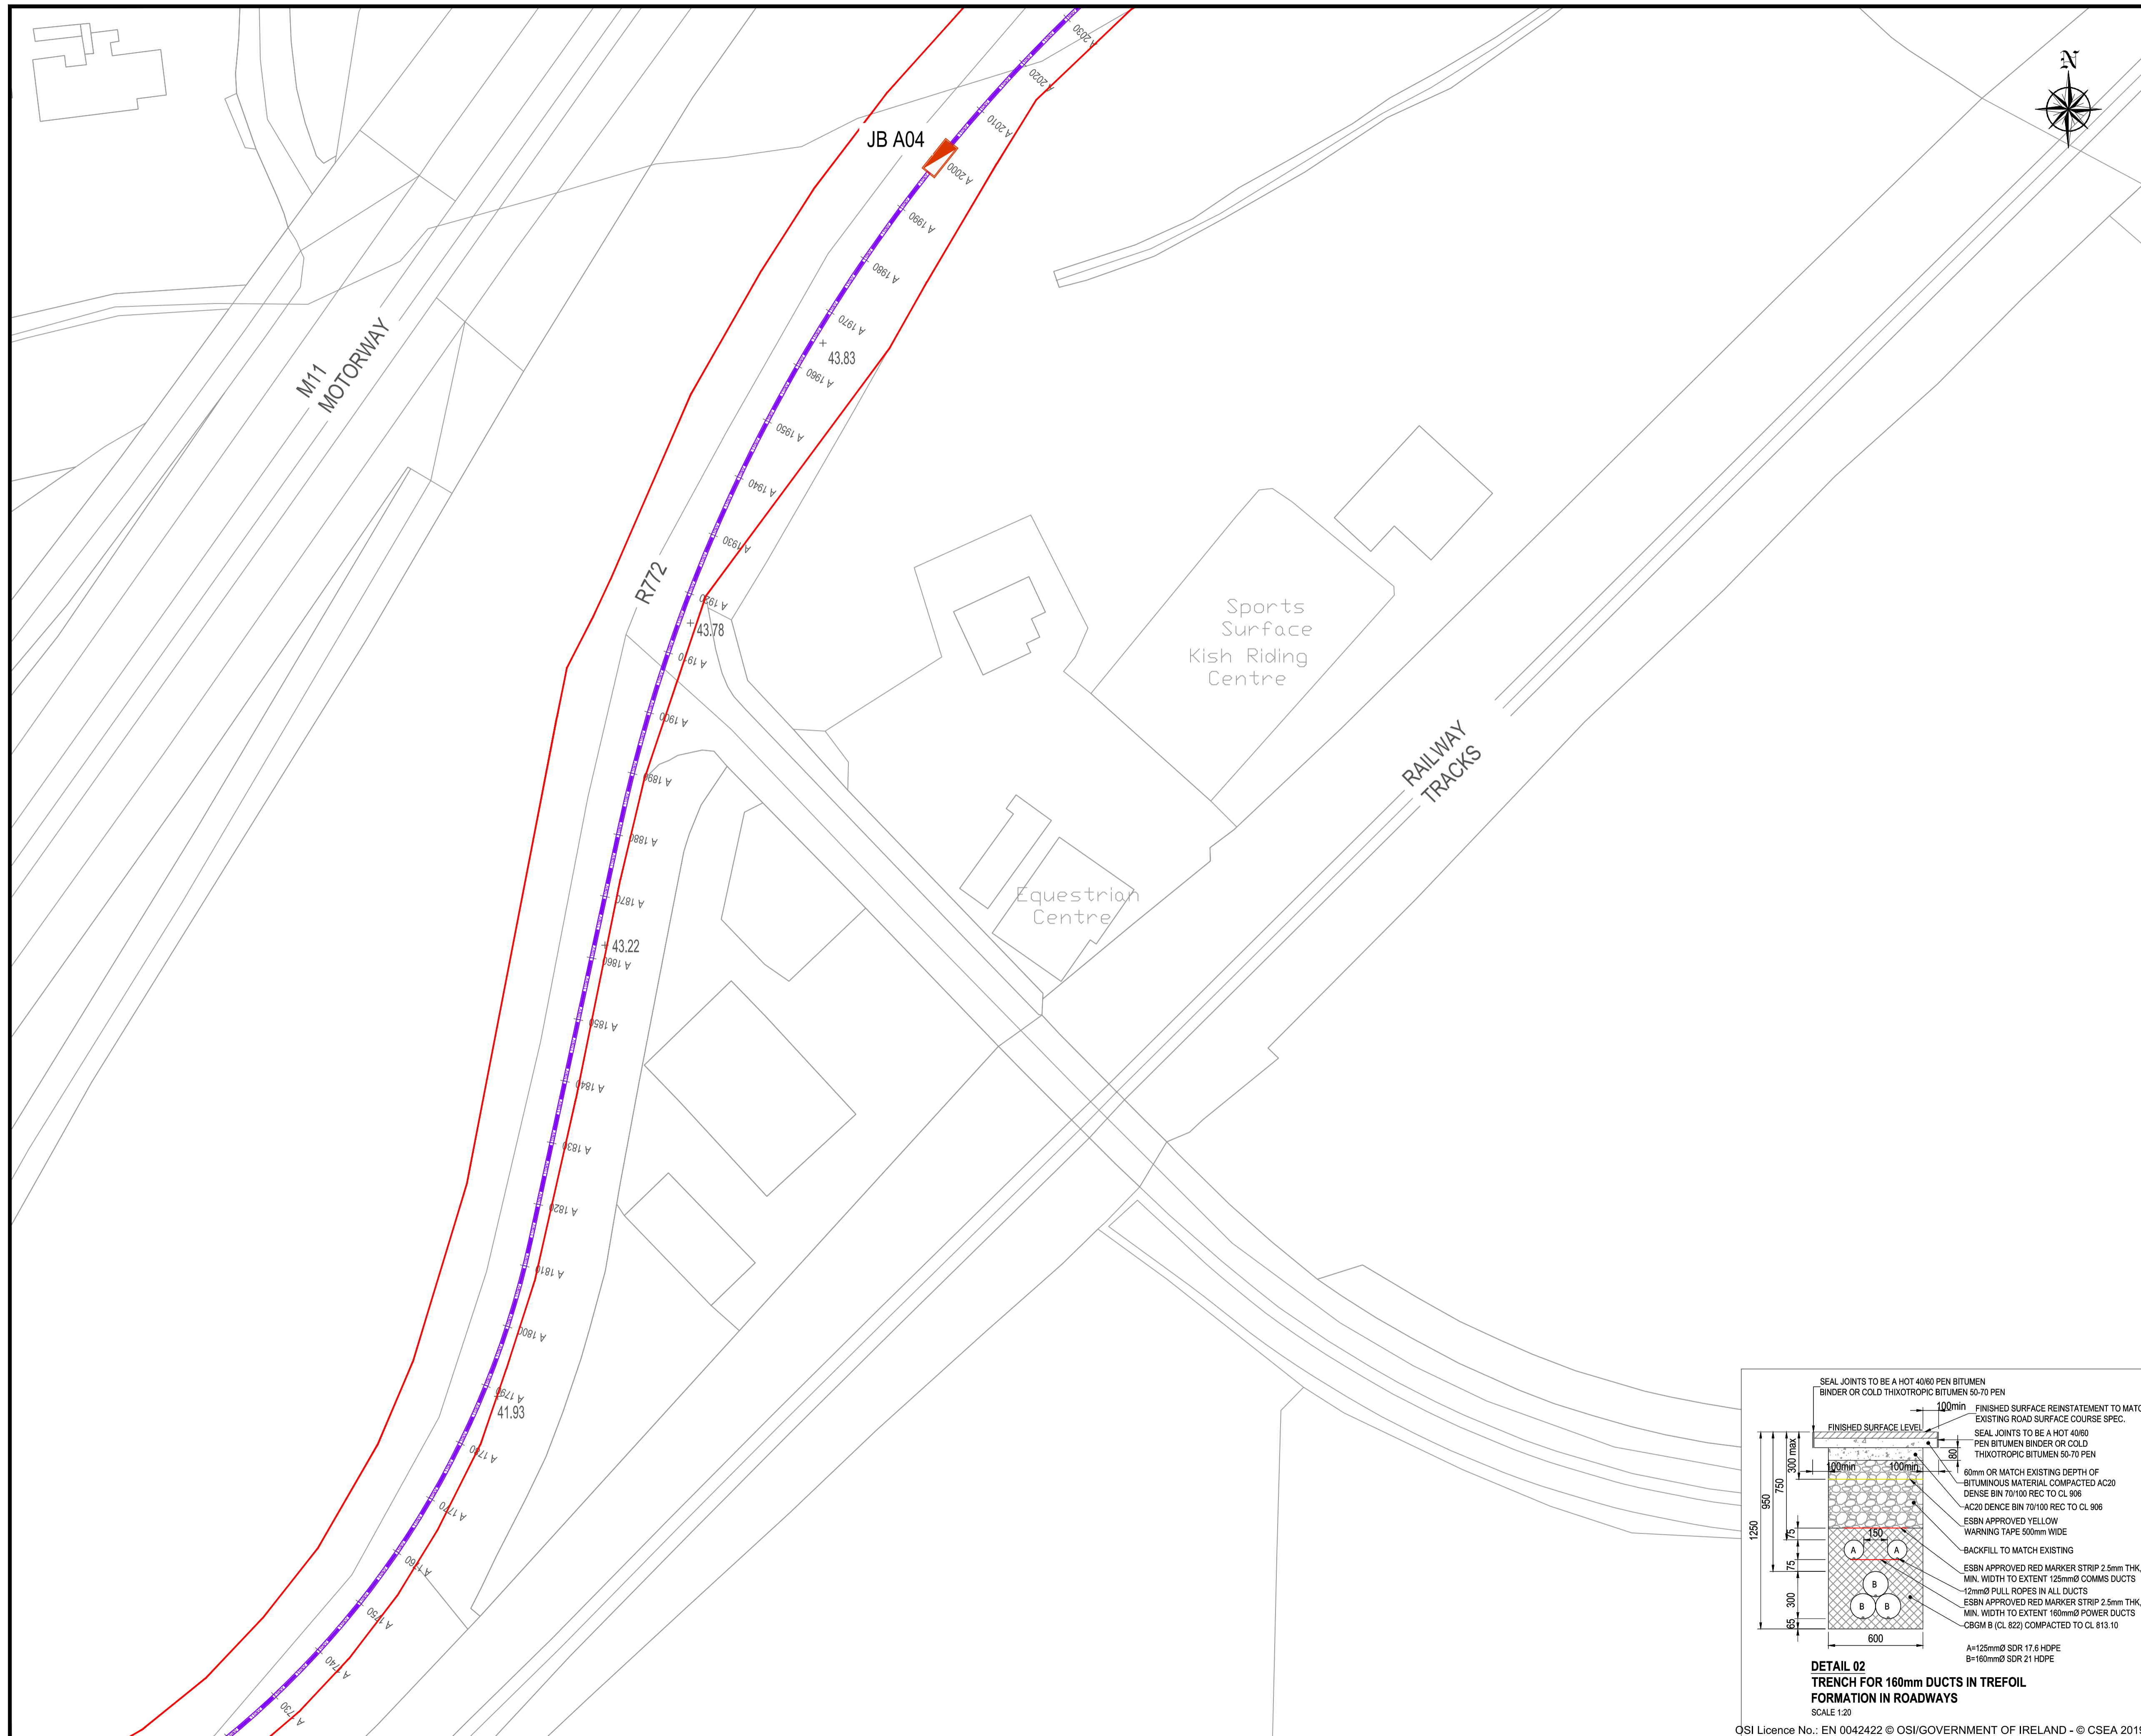 N
A 2030
A 2020
A 2010
JB A04
A 2000
A 1990
A 1980
A 1970
43.83
A 1960
A 1950
A 1940
A 1930
M11
MOTORWAY
R772
A 1920
43.78
A 1910
A 1900
A 1890
A 1880
A 1870
43.22
A 1860
A 1850
A 1840
A 1830
A 1820
A 1810
A 1800
A 1790
41.93
A 1780
A 1770
A 1760
A 1750
A 1740
A 1730
Sports
Surface
Kish Riding
Centre
Equestrian
Centre
RAILWAY
TRACKS
SEAL JOINTS TO BE A HOT 40/60 PEN BITUMEN
BINDER OR COLD THIXOTROPIC BITUMEN 50-70 PEN
100min
FINISHED SURFACE REINSTATEMENT TO MATC
EXISTING ROAD SURFACE COURSE SPEC.
FINISHED SURFACE LEVEL
SEAL JOINTS TO BE A HOT 40/60
PEN BITUMEN BINDER OR COLD
THIXOTROPIC BITUMEN 50-70 PEN
80
300 max
100min
100min
60mm OR MATCH EXISTING DEPTH OF
BITUMINOUS MATERIAL COMPACTED AC20
DENSE BIN 70/100 REC TO CL 906
AC20 DENCE BIN 70/100 REC TO CL 906
ESBN APPROVED YELLOW
WARNING TAPE 500mm WIDE
BACKFILL TO MATCH EXISTING
ESBN APPROVED RED MARKER STRIP 2.5mm THK,
MIN. WIDTH TO EXTENT 125mmØ COMMS DUCTS
12mmØ PULL ROPES IN ALL DUCTS
ESBN APPROVED RED MARKER STRIP 2.5mm THK,
MIN. WIDTH TO EXTENT 160mmØ POWER DUCTS
CBGM B (CL 822) COMPACTED TO CL 813.10
750
950
1250
75
150
75
300
65
A
A
B
B
B
600
A=125mmØ SDR 17.6 HDPE
B=160mmØ SDR 21 HDPE
DETAIL 02
TRENCH FOR 160mm DUCTS IN TREFOIL
FORMATION IN ROADWAYS
SCALE 1:20
OSI Licence No.: EN 0042422 © OSI/GOVERNMENT OF IRELAND - © CSEA 2019